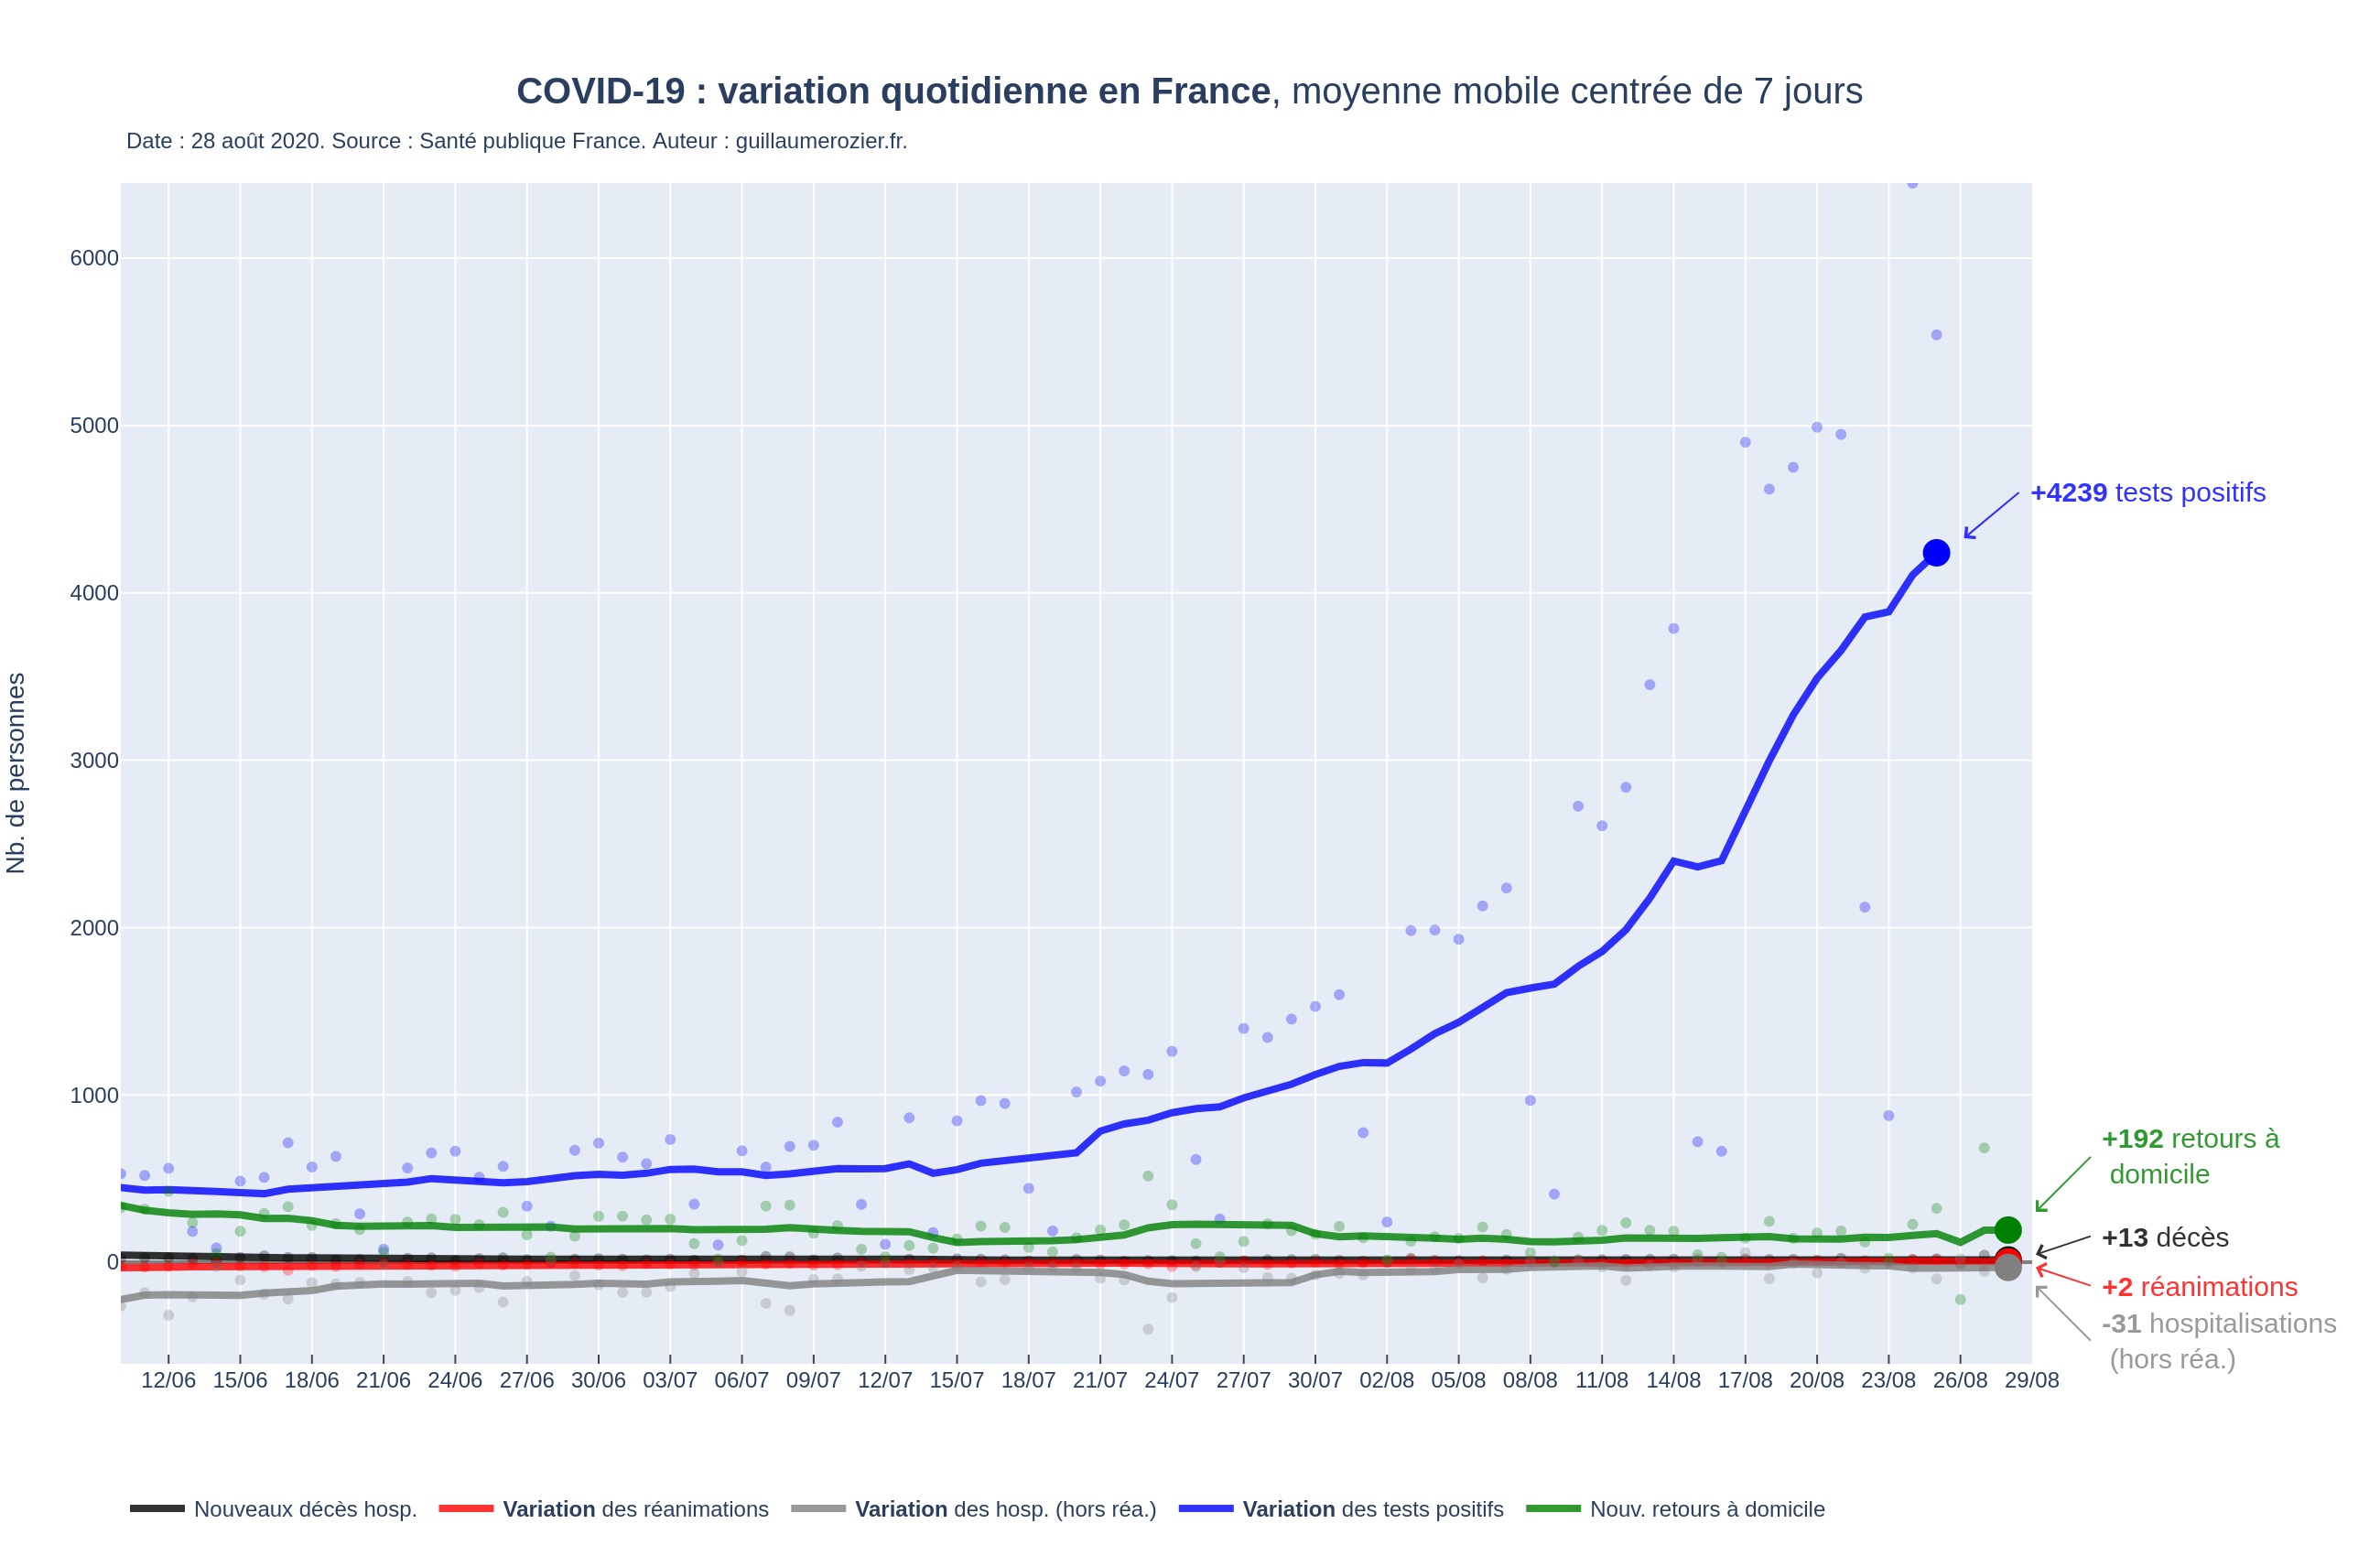 COVID-19 : variation quotidienne en France, moyenne mobile centrée de 7 jours
Date : 28 août 2020. Source : Santé publique France. Auteur : guillaumerozier.fr.
Nb. de personnes
6000
5000
4000
3000
2000
1000
0
+4239 tests positifs
+192 retours à
domicile
+13 décès
+2 réanimations
-31 hospitalisations
(hors réa.)
12/06 15/06 18/06 21/06 24/06 27/06 30/06 03/07 06/07 09/07 12/07 15/07 18/07 21/07 24/07 27/07 30/07 02/08 05/08 08/08 11/08 14/08 17/08 20/08 23/08 26/08 29/08
Nouveaux décès hosp. Variation des réanimations Variation des hosp. (hors réa.) Variation des tests positifs Nouv. retours à domicile